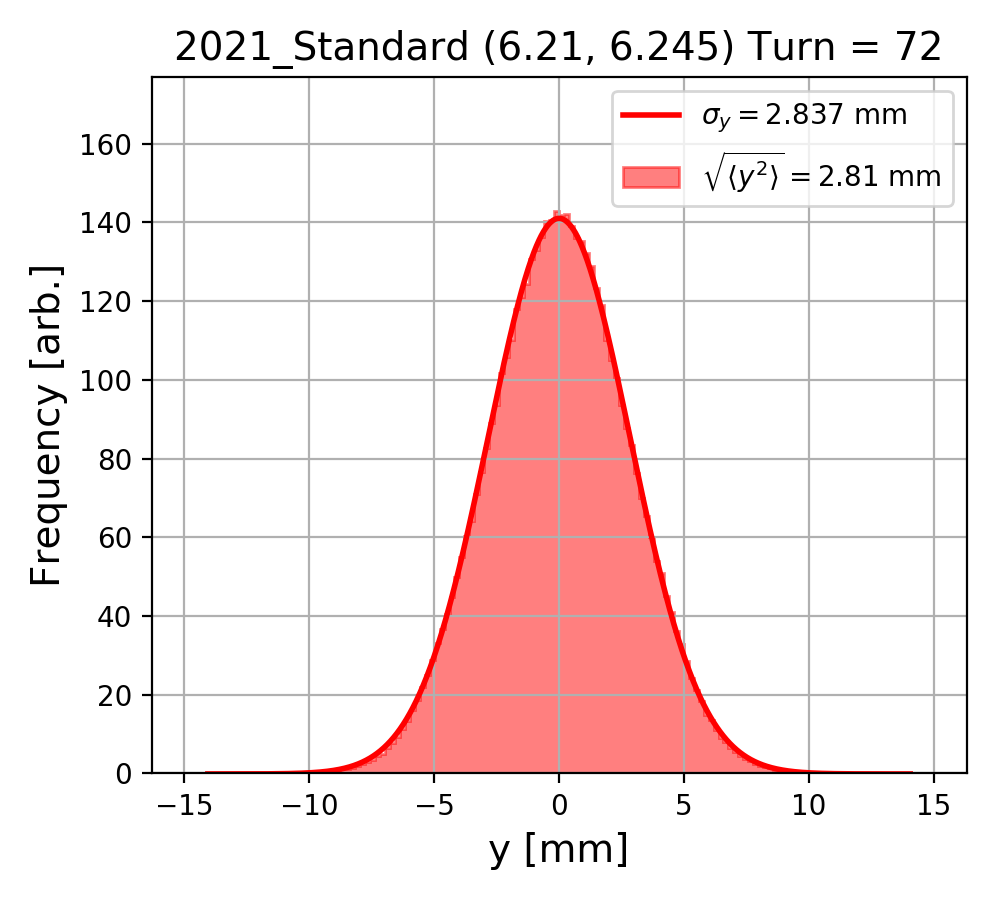 2021_Standard (6.21, 6.245) Turn = 72
σ_y = 2.837 mm
√⟨y²⟩ = 2.81 mm
Frequency [arb.]
160
140
120
100
80
60
40
20
0
−15 −10 −5 0 5 10 15
y [mm]